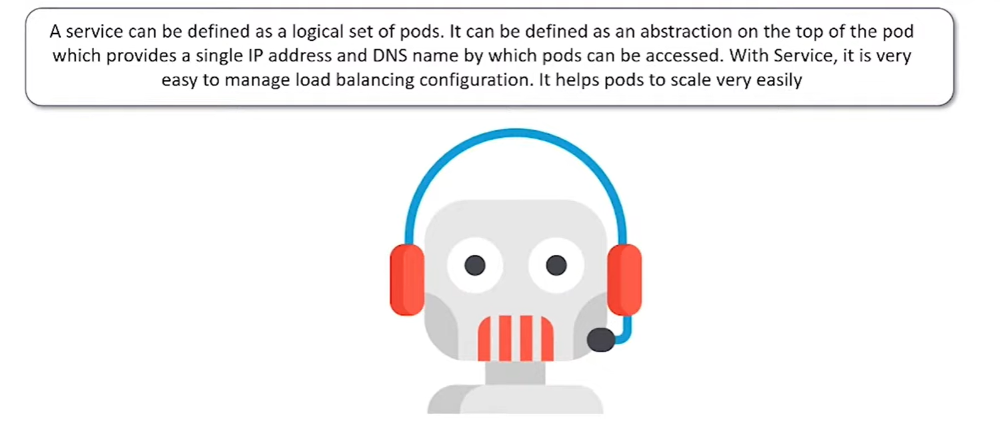 A service can be defined as a logical set of pods. It can be defined as an abstraction on the top of the pod
which provides a single IP address and DNS name by which pods can be accessed. With Service, it is very
easy to manage load balancing configuration. It helps pods to scale very easily